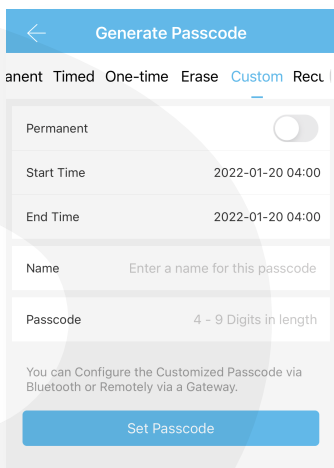 Generate Passcode
anent Timed One-time Erase Custom Recu
Permanent
Start Time 2022-01-20 04:00
End Time 2022-01-20 04:00
Name Enter a name for this passcode
Passcode 4 - 9 Digits in length
You can Configure the Customized Passcode via
Bluetooth or Remotely via a Gateway.
Set Passcode